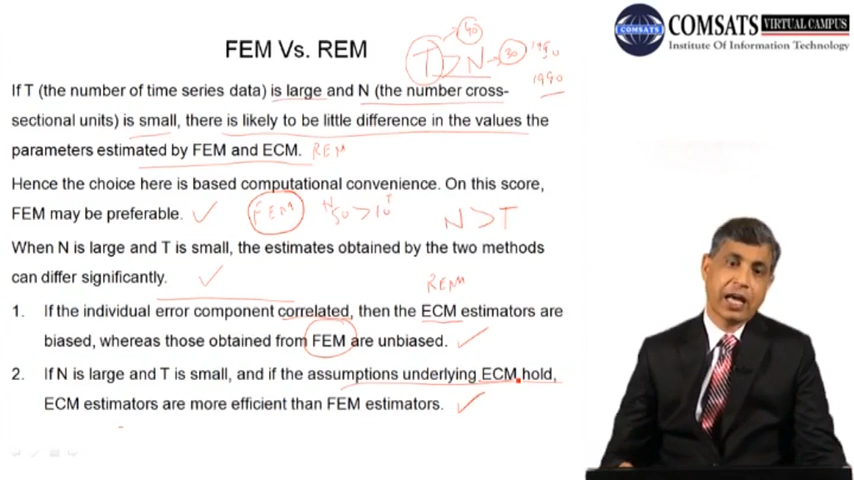 COMSATS VIRTUAL CAMPUS
COMSATS
Institute Of Information Technology
FEM Vs. REM
T > N
40
30
1990
If T (the number of time series data) is large and N (the number cross-
sectional units) is small, there is likely to be little difference in the values the
parameters estimated by FEM and ECM. REM
Hence the choice here is based computational convenience. On this score,
FEM may be preferable. FEM N 50 > 10 T N > T
When N is large and T is small, the estimates obtained by the two methods
can differ significantly.
REM
1. If the individual error component correlated, then the ECM estimators are
biased, whereas those obtained from FEM are unbiased.
2. If N is large and T is small, and if the assumptions underlying ECM hold,
ECM estimators are more efficient than FEM estimators.